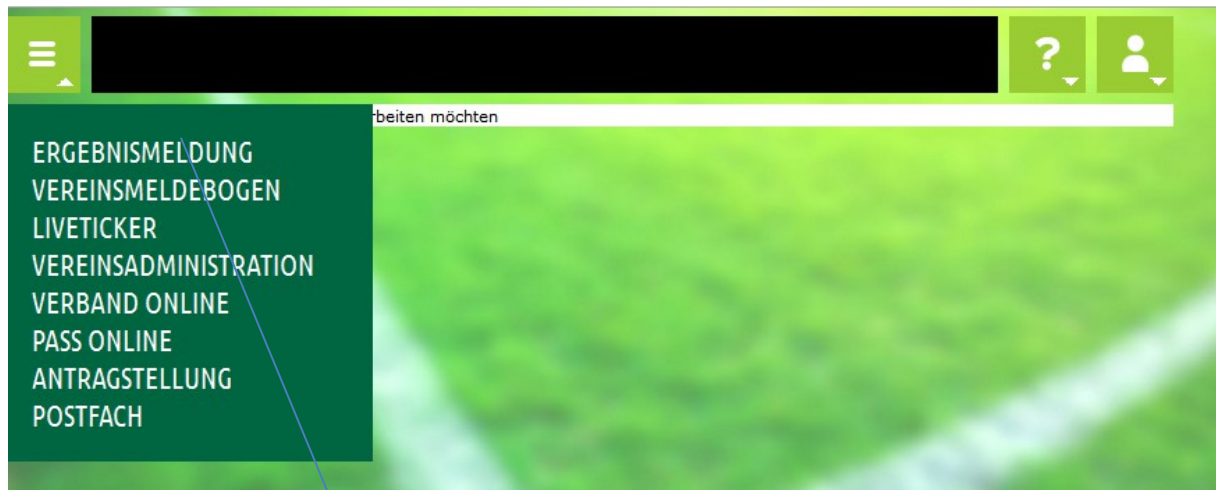 ?
rbeiten möchten
ERGEBNISMELDUNG
VEREINSMELDEBOGEN
LIVETICKER
VEREINSADMINISTRATION
VERBAND ONLINE
PASS ONLINE
ANTRAGSTELLUNG
POSTFACH